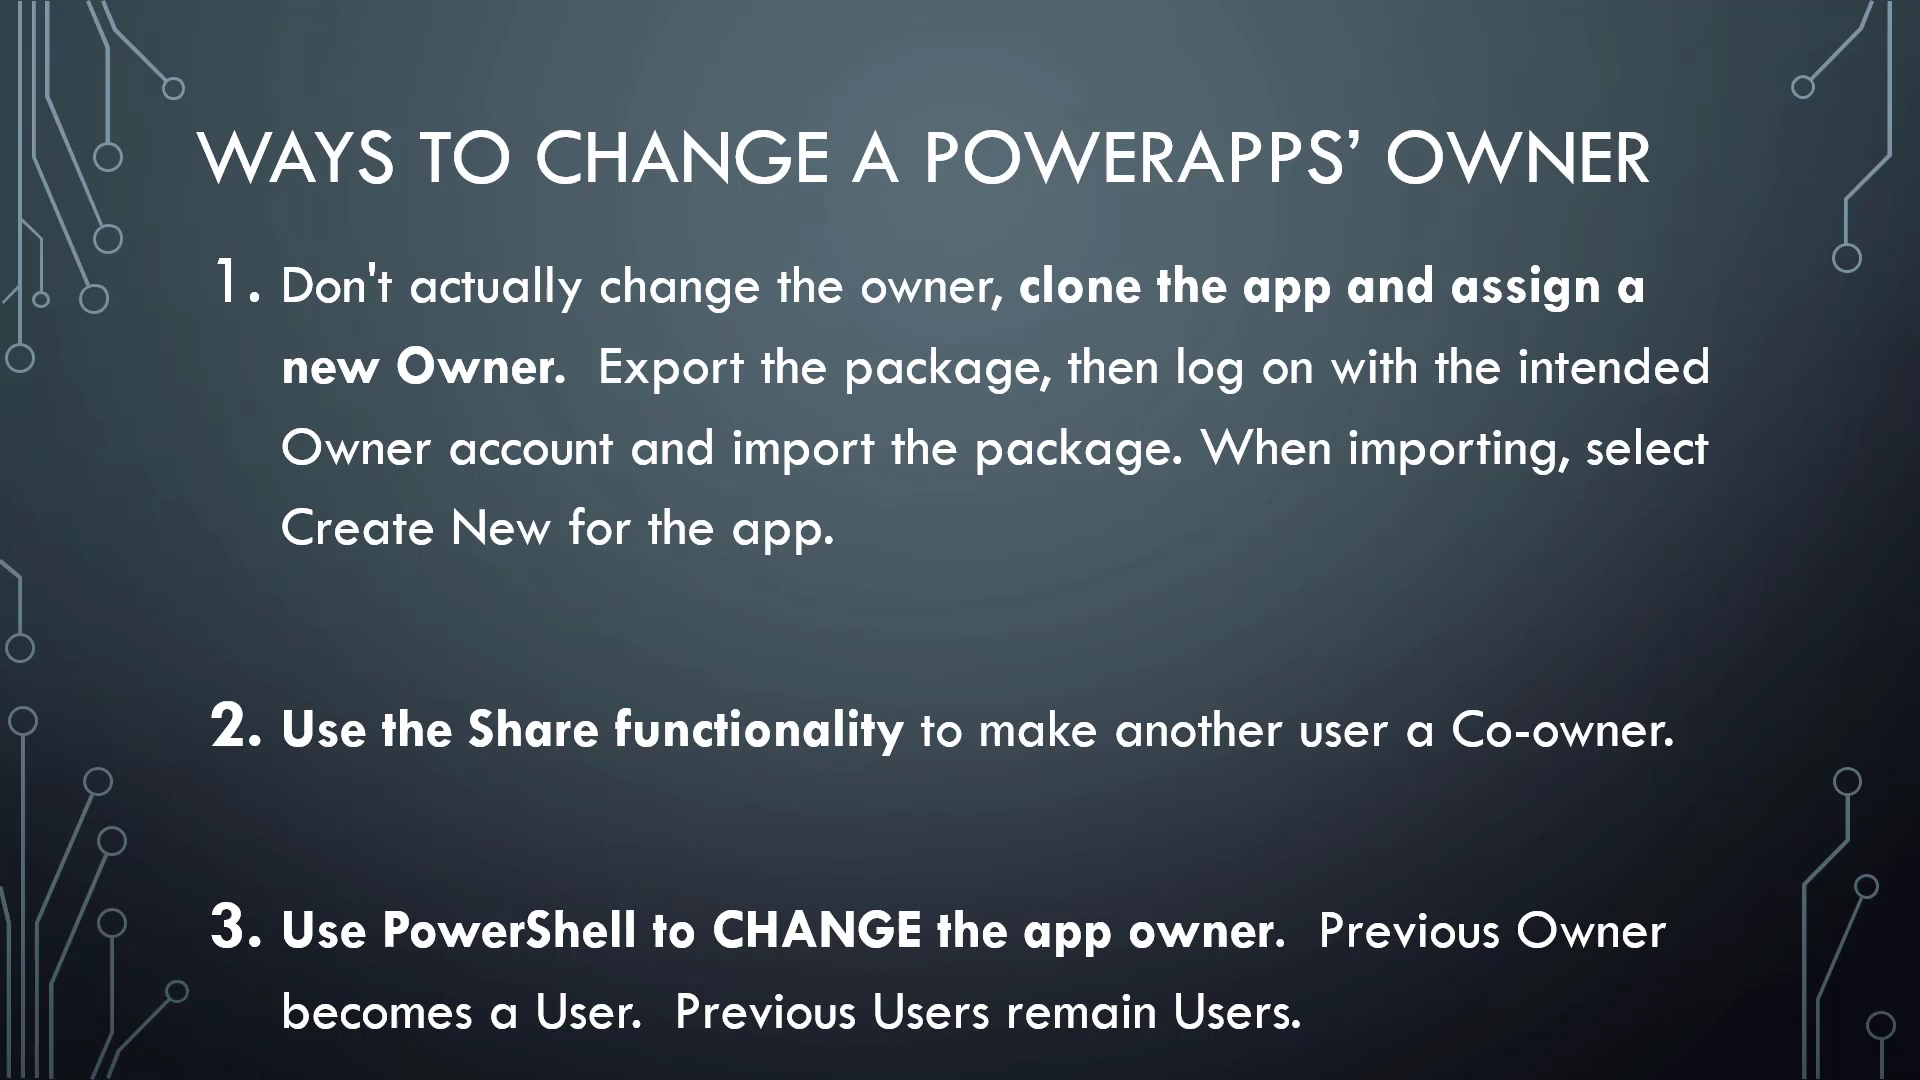 WAYS TO CHANGE A POWERAPPS’ OWNER
1. Don't actually change the owner, clone the app and assign a
new Owner.  Export the package, then log on with the intended
Owner account and import the package. When importing, select
Create New for the app.
2. Use the Share functionality to make another user a Co-owner.
3. Use PowerShell to CHANGE the app owner.  Previous Owner
becomes a User.  Previous Users remain Users.